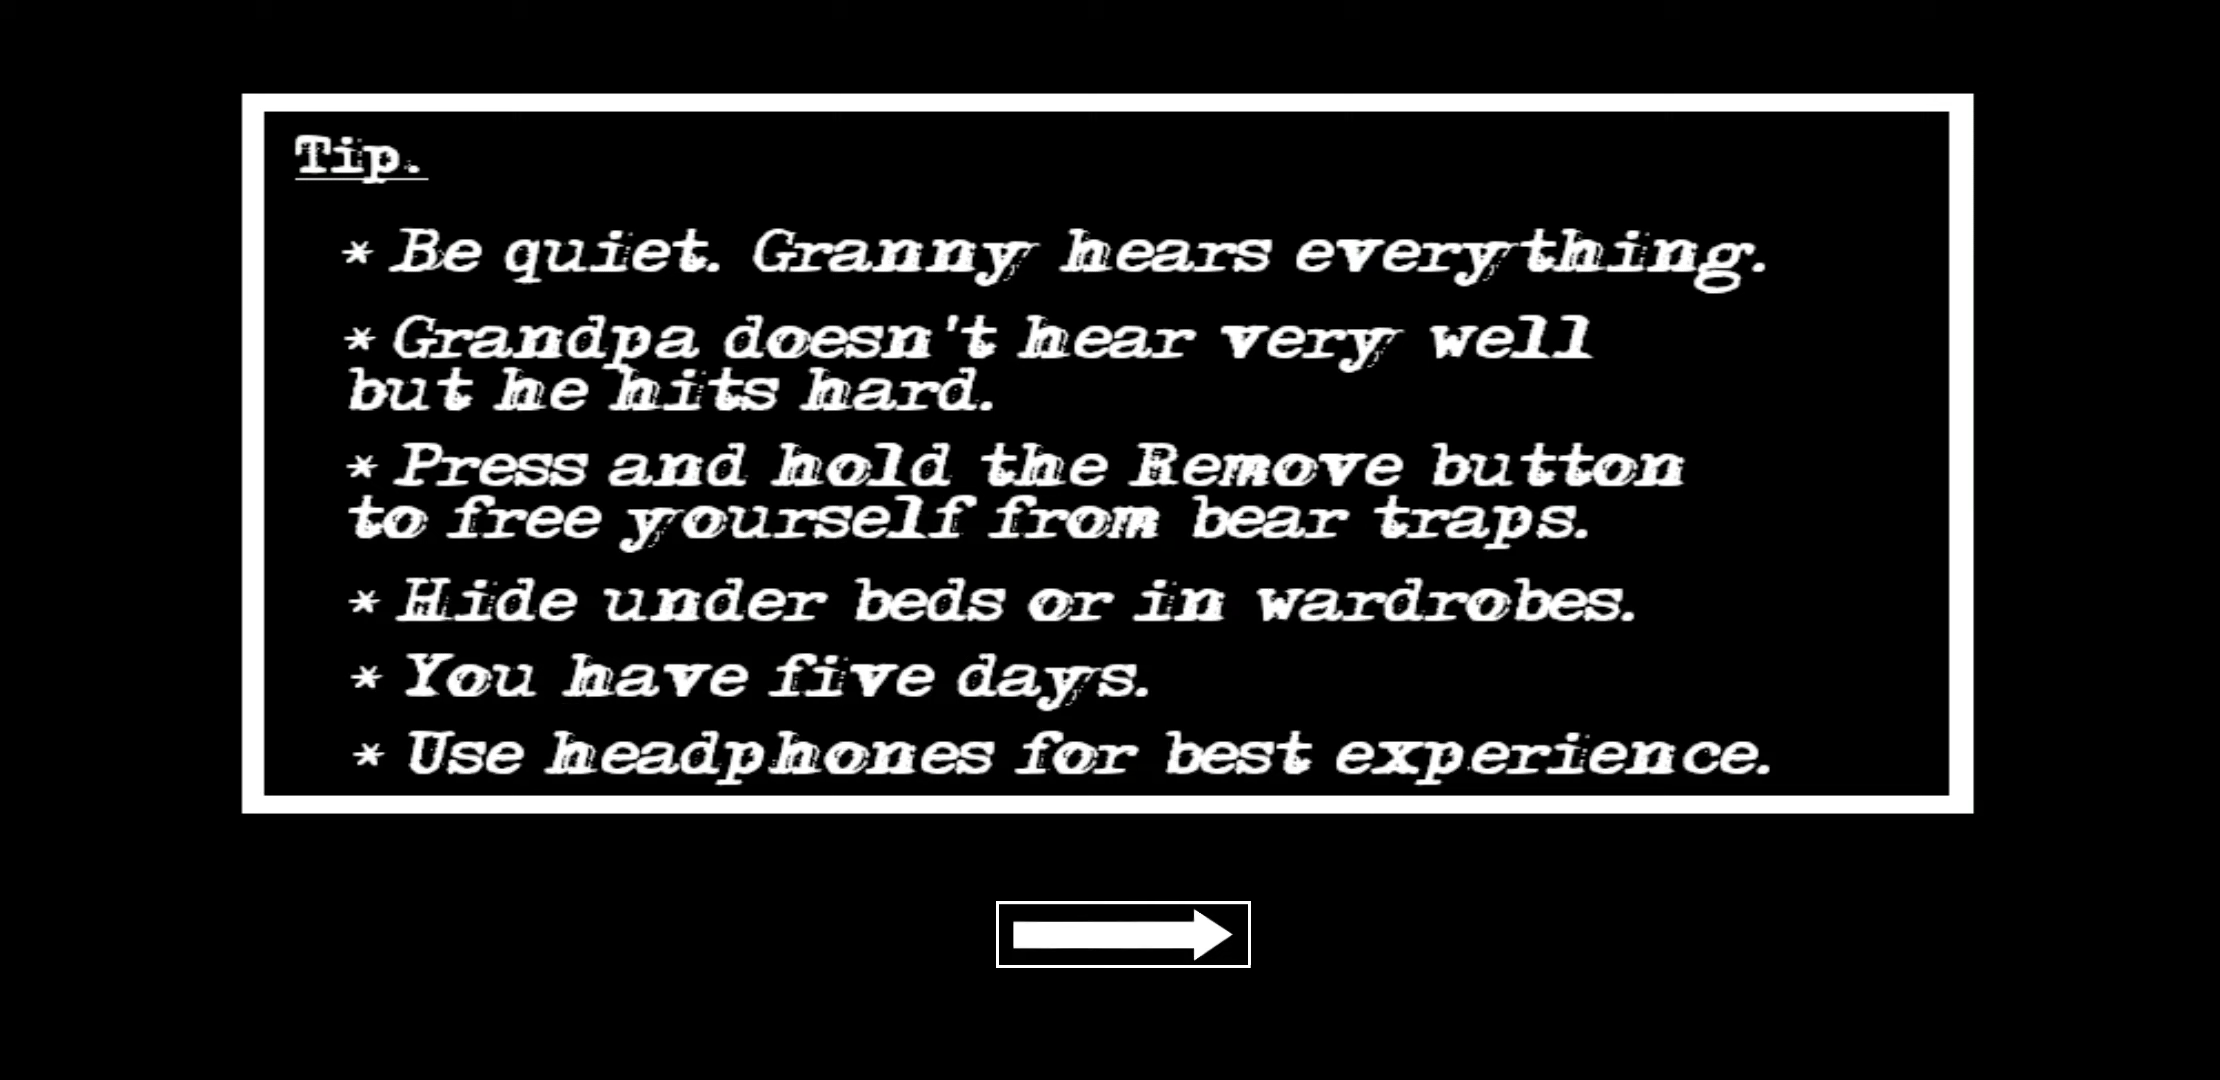 Tip.
* Be quiet. Granny hears everything.
* Grandpa doesn't hear very well
but he hits hard.
* Press and hold the Remove button
to free yourself from bear traps.
* Hide under beds or in wardrobes.
* You have five days.
* Use headphones for best experience.